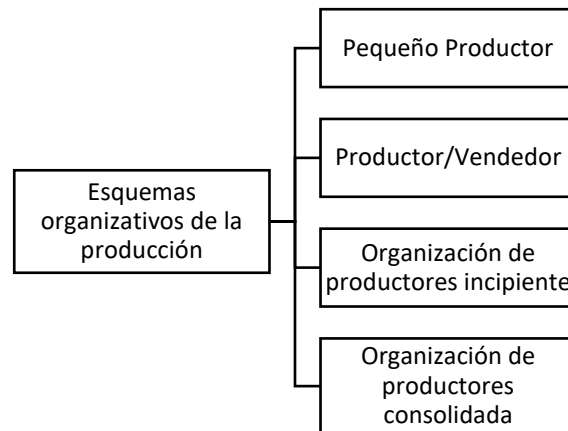 Pequeño Productor
Productor/Vendedor
Esquemas
organizativos de la
producción
Organización de
productores incipiente
Organización de
productores
consolidada